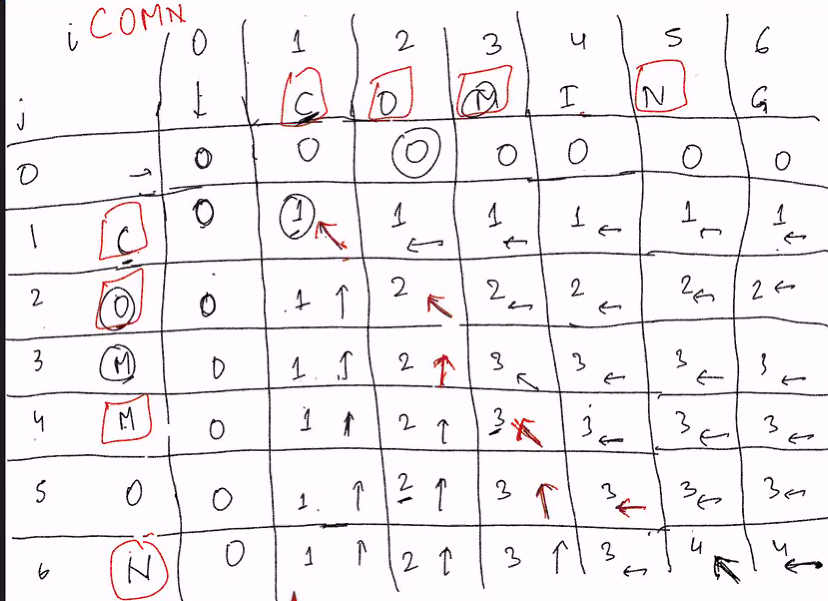 COMN
i 0 1 2 3 4 5 6
j C O M I N G
0 → 0 0 0 0 0 0 0
1 C 0 1 ↖ 1 ← 1 ← 1 ← 1 ← 1 ←
2 O 0 1 ↑ 2 ↖ 2 ← 2 ← 2 ← 2 ←
3 M 0 1 ↑ 2 ↑ 3 ↖ 3 ← 3 ← 3 ←
4 M 0 1 ↑ 2 ↑ 3 ↖ 3 ← 3 ← 3 ←
5 O 0 1 ↑ 2 ↑ 3 ↑ 3 ← 3 ← 3 ←
6 N 0 1 ↑ 2 ↑ 3 ↑ 3 ← 4 ↖ 4 ←